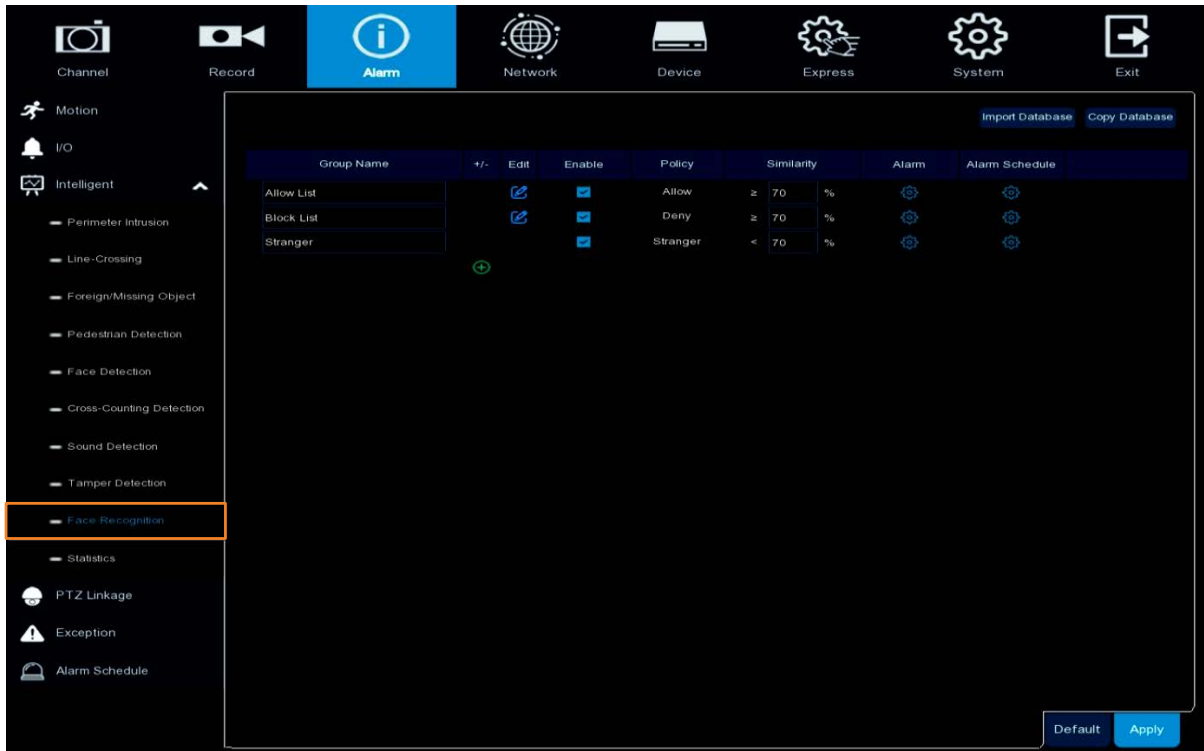 Channel Record Alarm Network Device Express System Exit
Motion
I/O
Intelligent
Perimeter Intrusion
Line-Crossing
Foreign/Missing Object
Pedestrian Detection
Face Detection
Cross-Counting Detection
Sound Detection
Tamper Detection
Face Recognition
Statistics
PTZ Linkage
Exception
Alarm Schedule
Import Database Copy Database
Group Name +/- Edit Enable Policy Similarity Alarm Alarm Schedule
Allow List Allow ≥ 70 %
Block List Deny ≥ 70 %
Stranger Stranger < 70 %
Default Apply